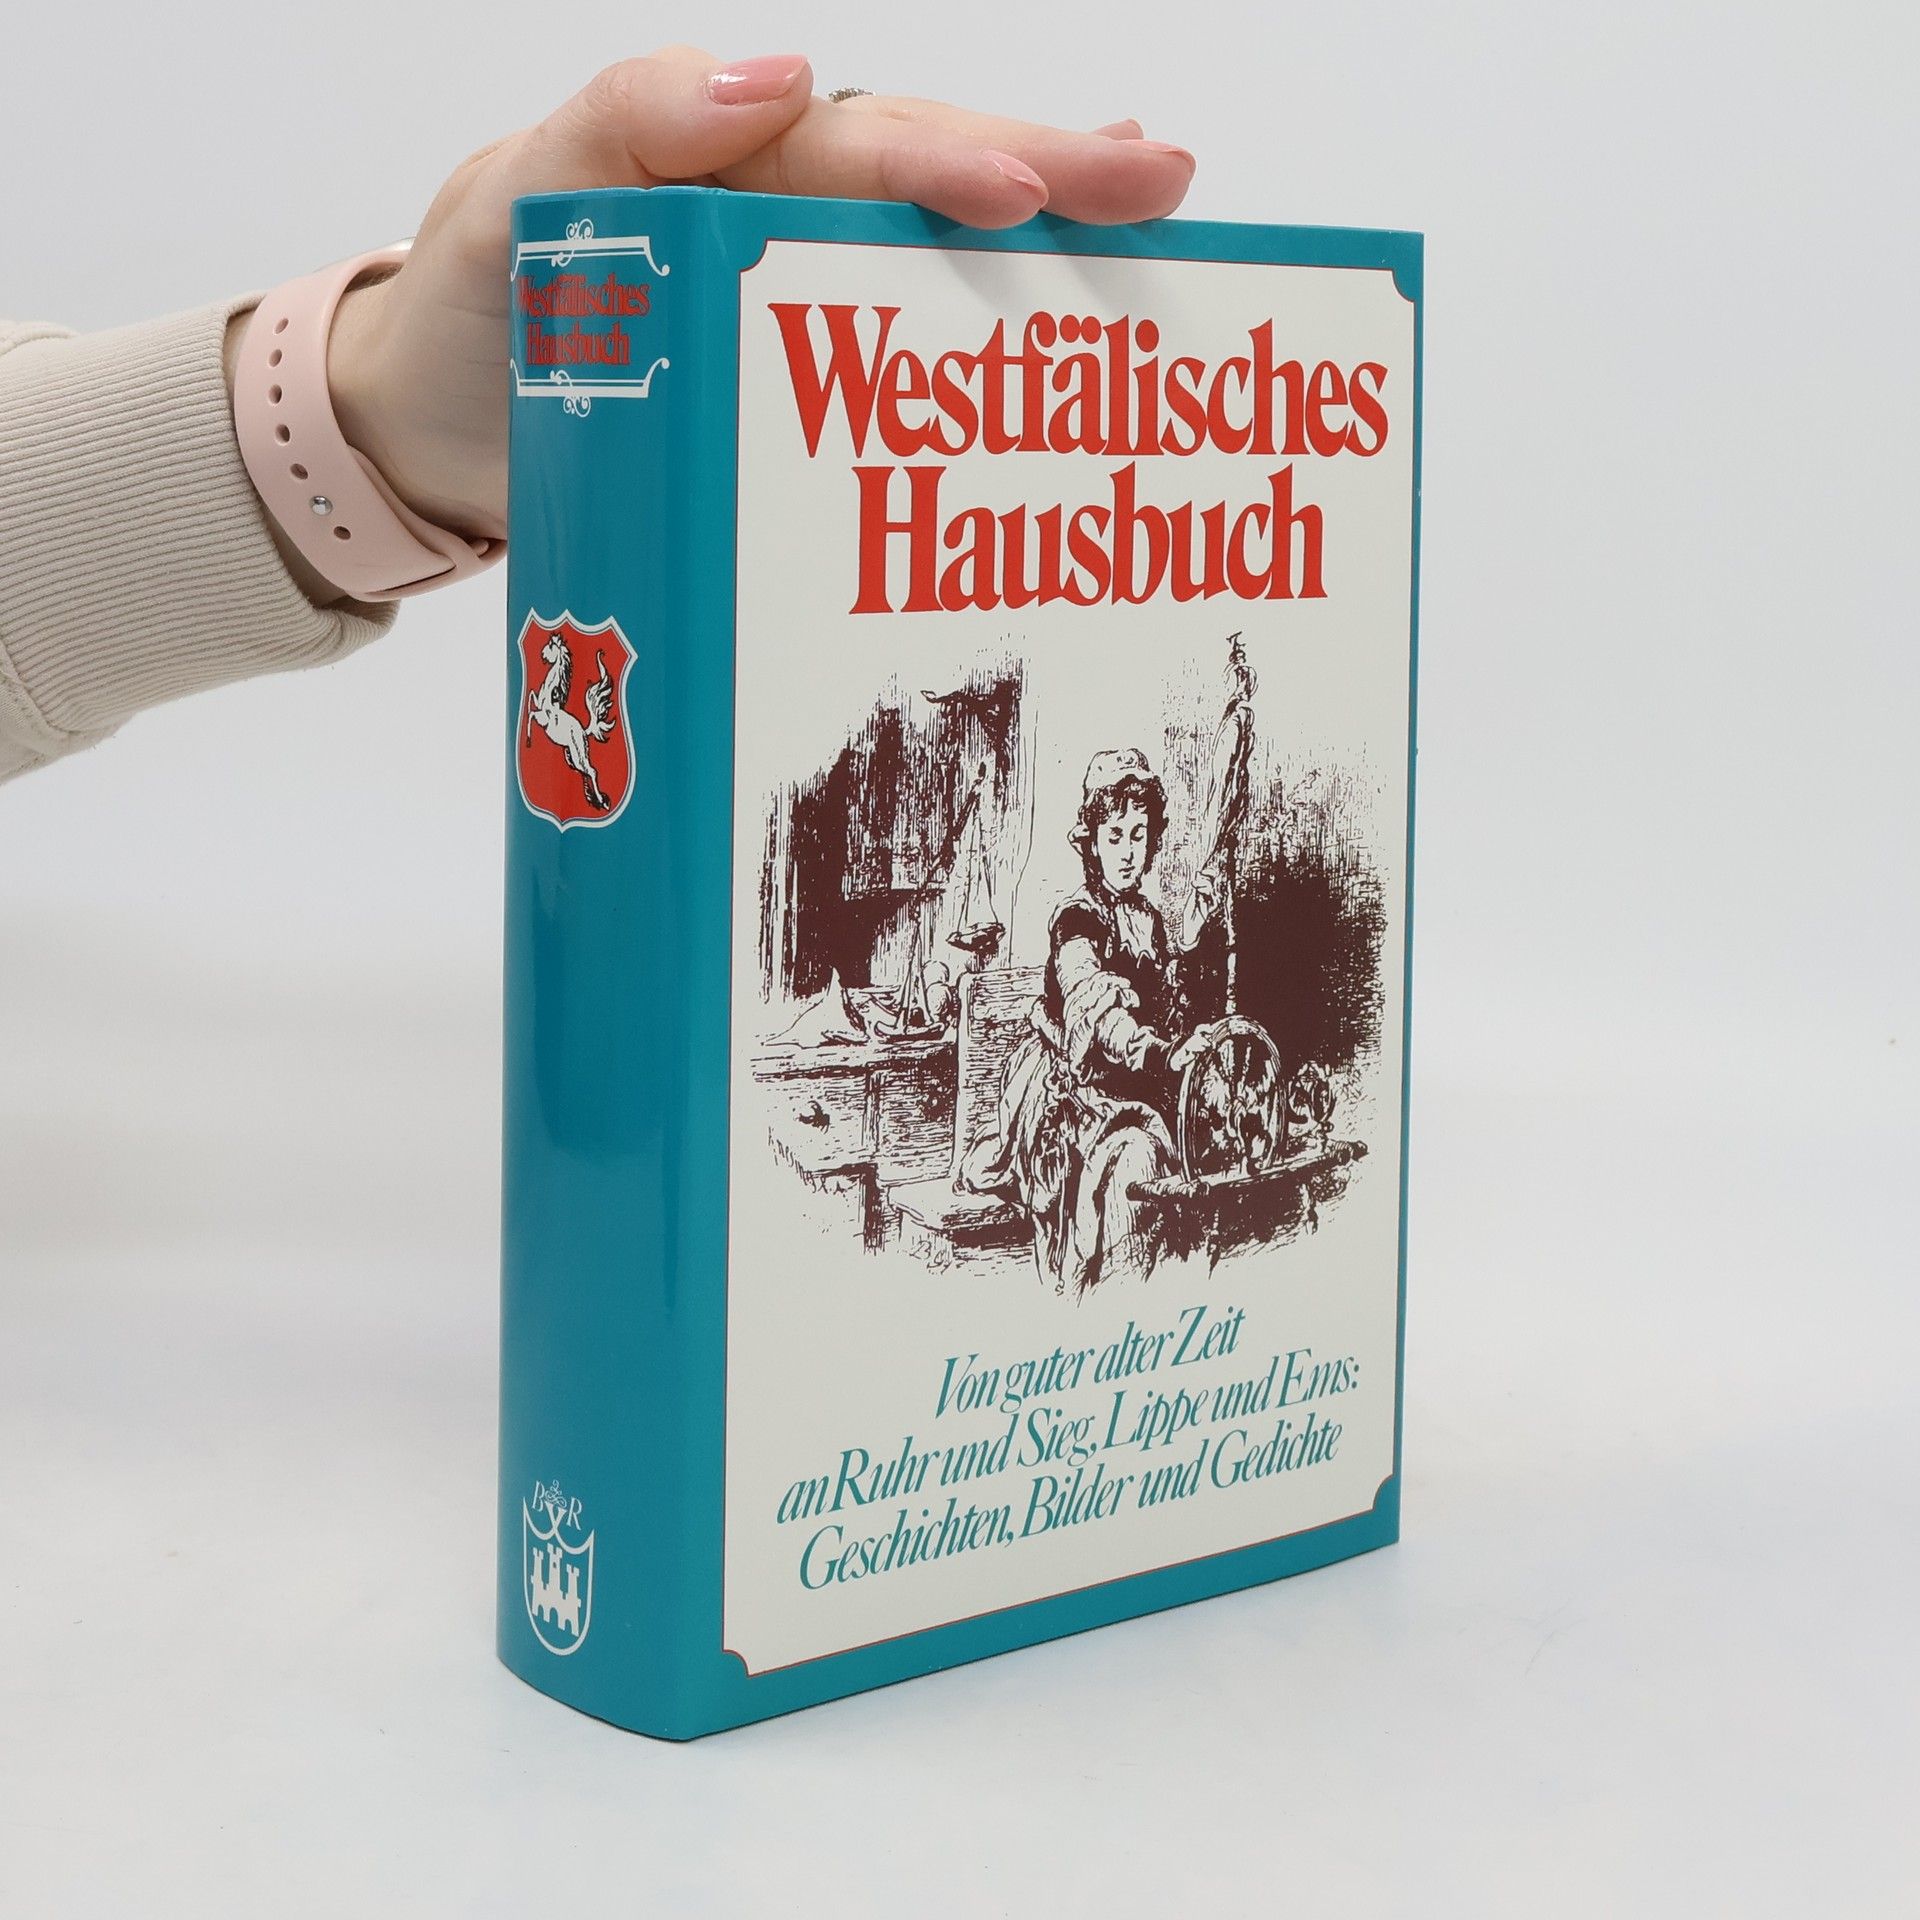 Westfälisches
Hausbuch
Westfälisches
Hausbuch
Von guter alter Zeit
an Ruhr und Sieg, Lippe und Ems:
Geschichten, Bilder und Gedichte
B & R